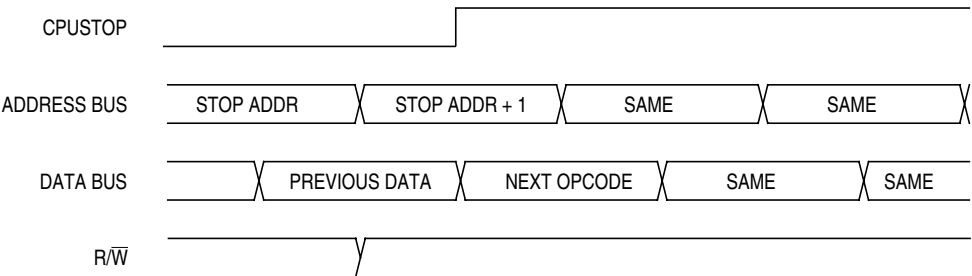 CPUSTOP
ADDRESS BUS STOP ADDR STOP ADDR + 1 SAME SAME
DATA BUS PREVIOUS DATA NEXT OPCODE SAME SAME
R/W̅